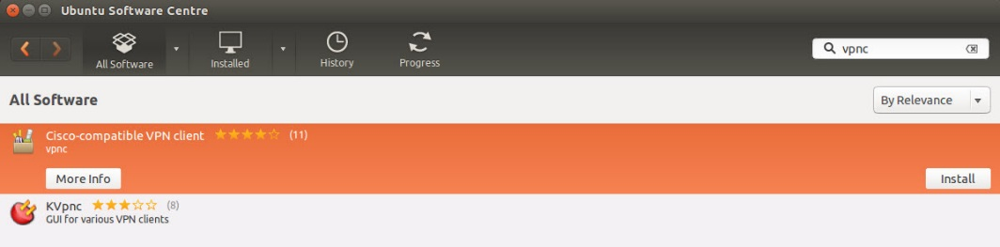 Ubuntu Software Centre
All Software
Installed
History
Progress
vpnc
All Software
By Relevance
Cisco-compatible VPN client (11)
vpnc
More Info
Install
KVpnc (8)
GUI for various VPN clients